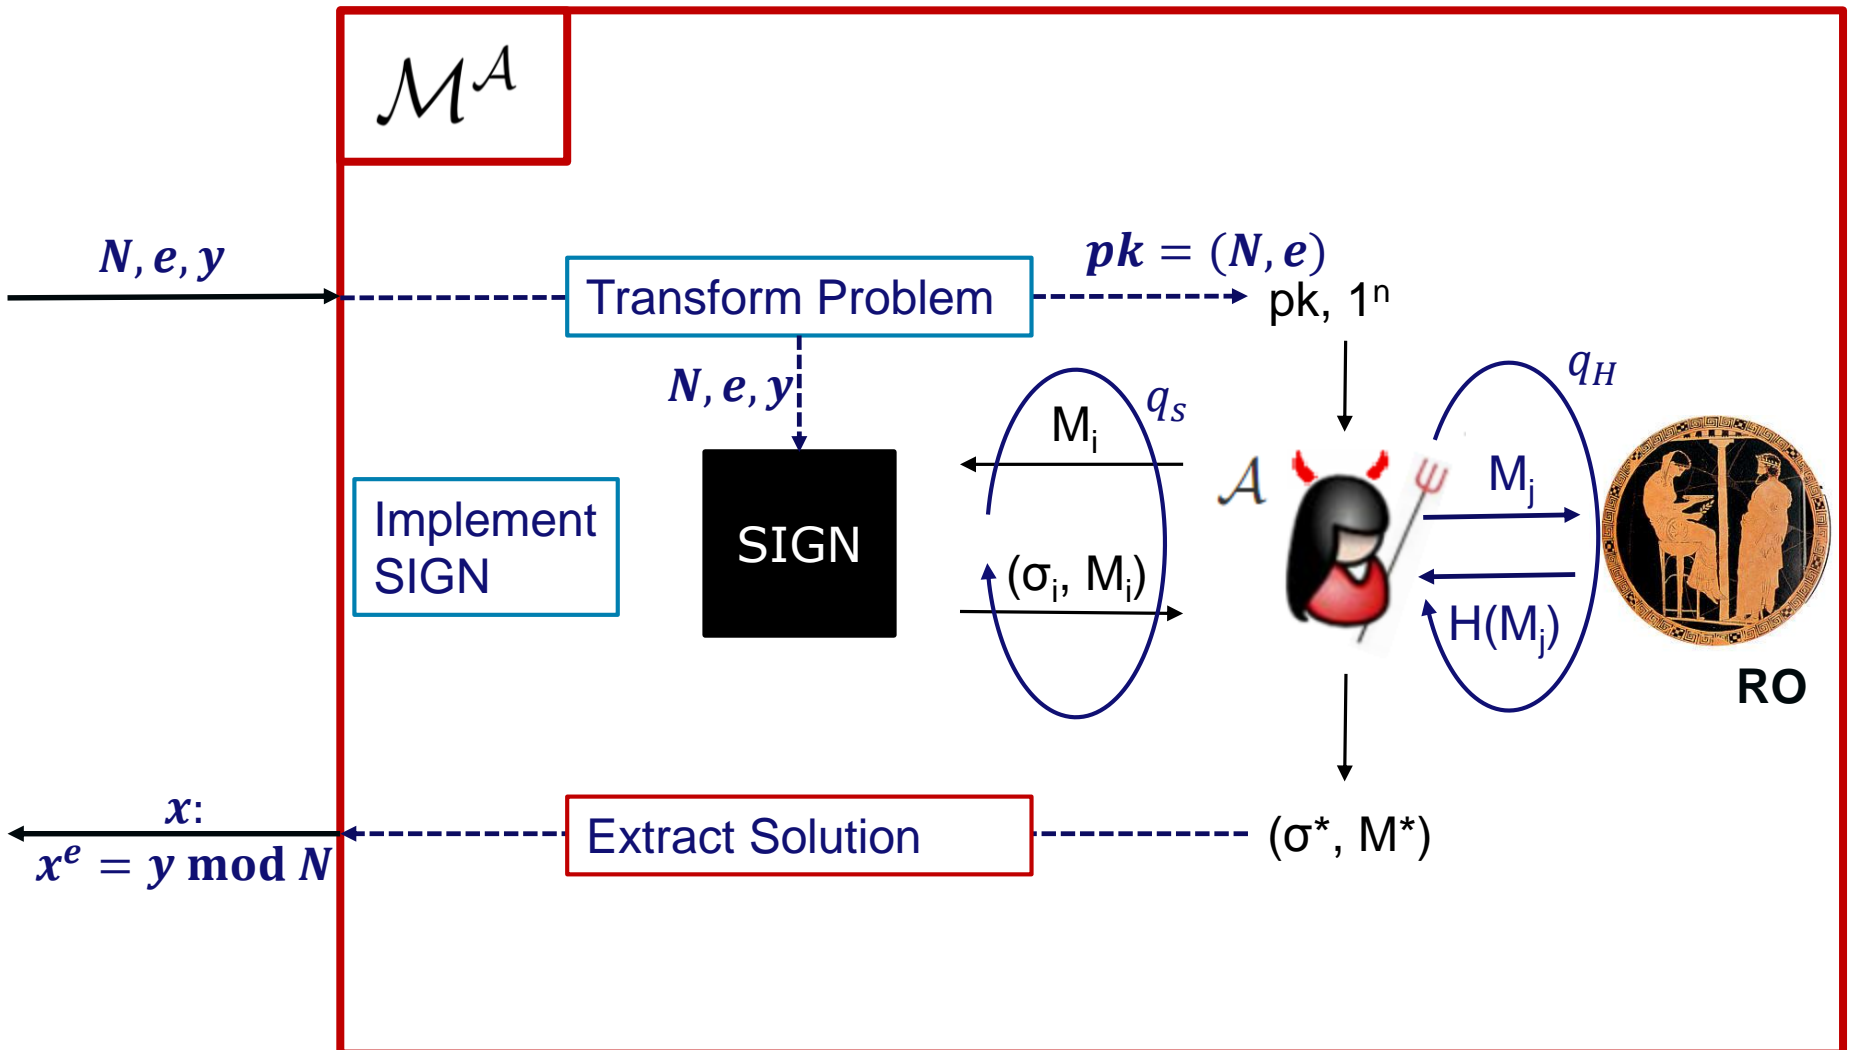 𝓜^𝓐
N, e, y
pk = (N, e)
Transform Problem
pk, 1ⁿ
N, e, y
q_s
q_H
M_i
𝓐
M_j
Implement
SIGN
SIGN
(σ_i, M_i)
H(M_j)
RO
x:
x^e = y mod N
Extract Solution
(σ*, M*)